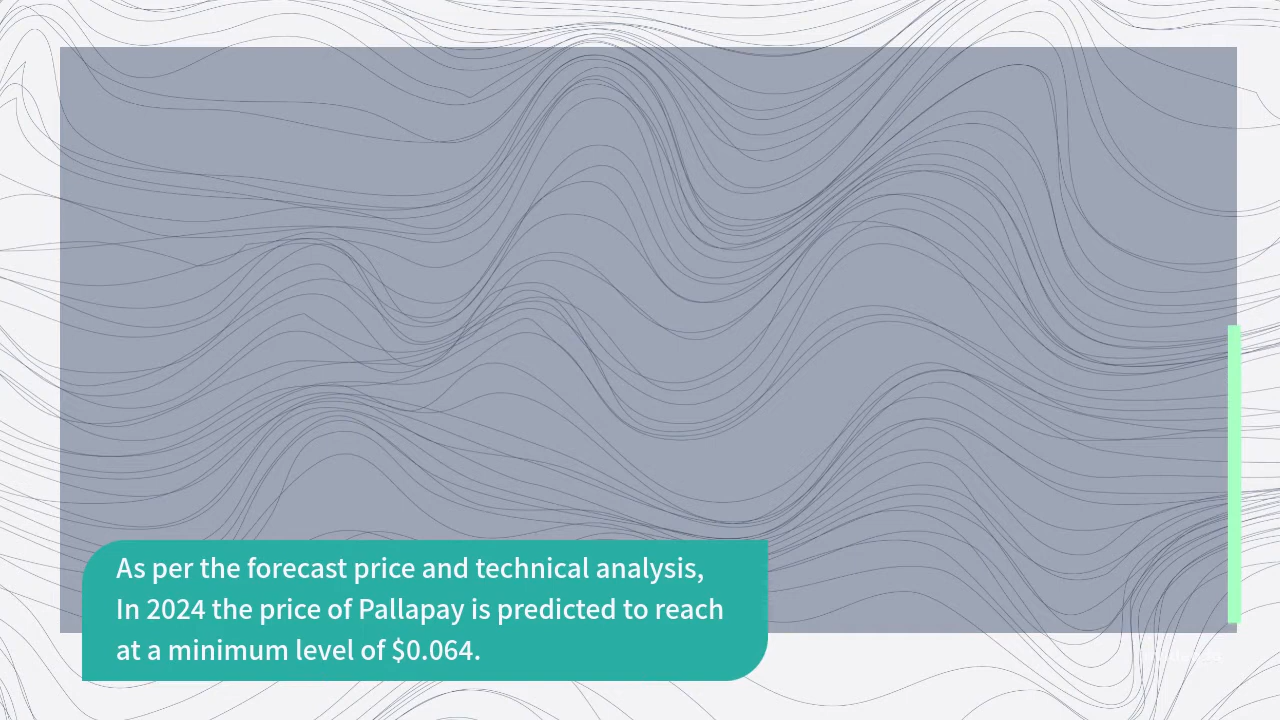 As per the forecast price and technical analysis,
In 2024 the price of Pallapay is predicted to reach
at a minimum level of $0.064.